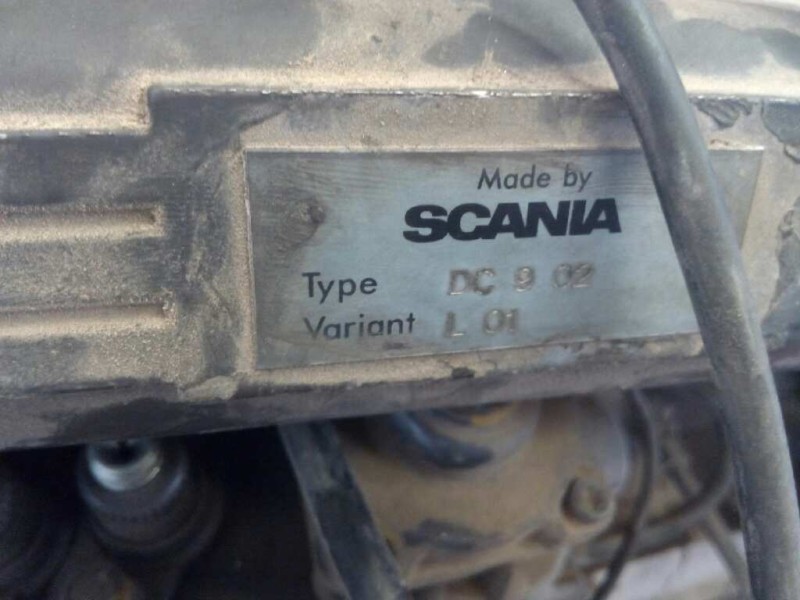 Made by
SCANIA
Type DC 9 02
Variant L 01